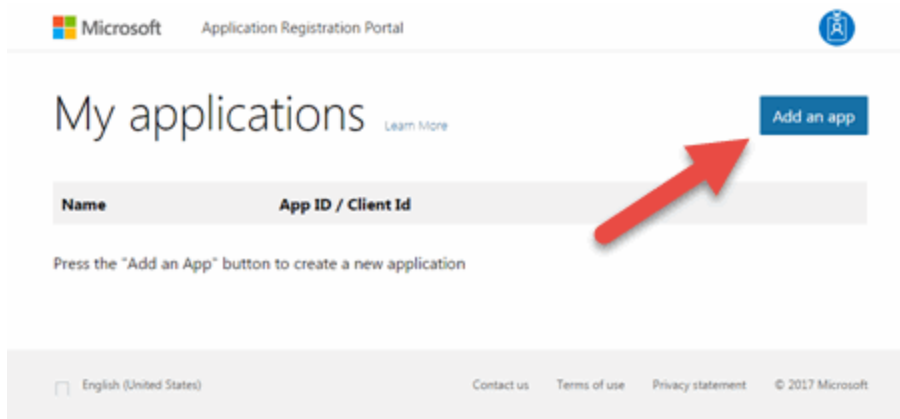 Microsoft Application Registration Portal
My applications Learn More
Add an app
Name App ID / Client Id
Press the "Add an App" button to create a new application
English (United States) Contact us Terms of use Privacy statement © 2017 Microsoft